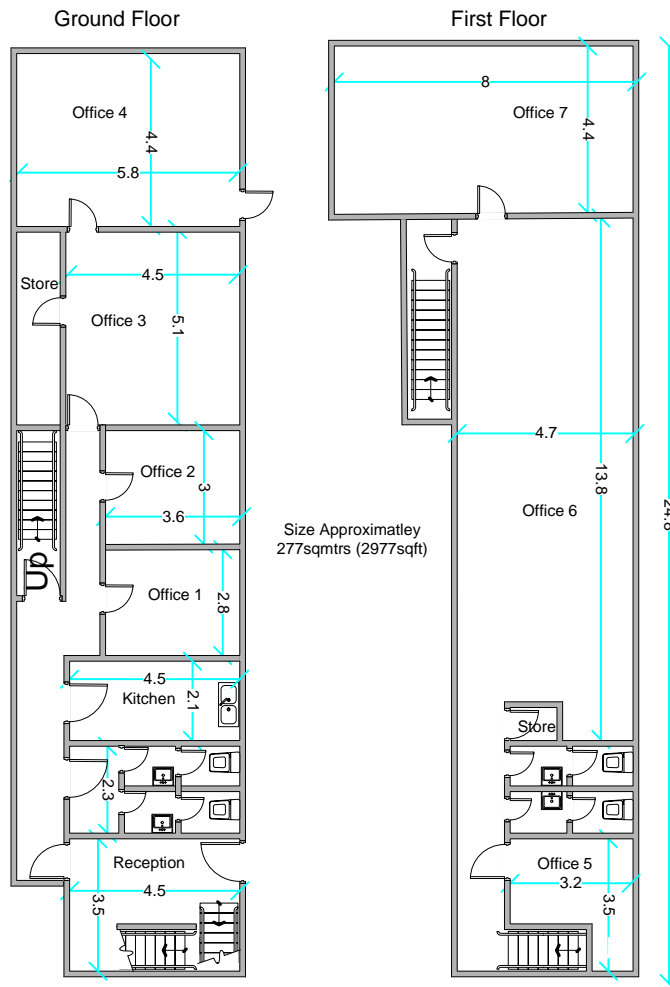 Ground Floor
First Floor
Office 4
4.4
5.8
Store
4.5
Office 3
5.1
Office 2
3
3.6
Up
Office 1
2.8
4.5
Kitchen
2.1
2.3
Reception
4.5
3.5
Size Approximatley
277sqmtrs (2977sqft)
8
Office 7
4.4
4.7
13.8
Office 6
Store
Office 5
3.2
3.5
24.8